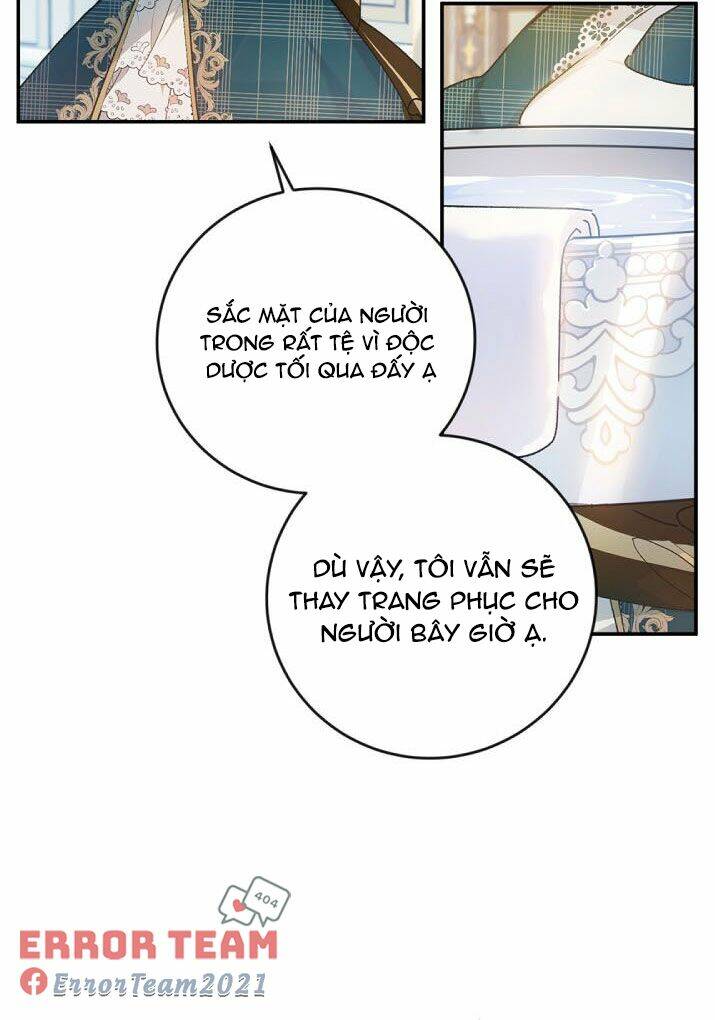 SẮC MẶT CỦA NGƯỜI
TRONG RẤT TỆ VÌ ĐỘC
DƯỢC TỐI QUA ĐẤY Ạ
DÙ VẬY, TÔI VẪN SẼ
THAY TRANG PHỤC CHO
NGƯỜI BÂY GIỜ Ạ.
404
ERROR TEAM
ErrorTeam2021